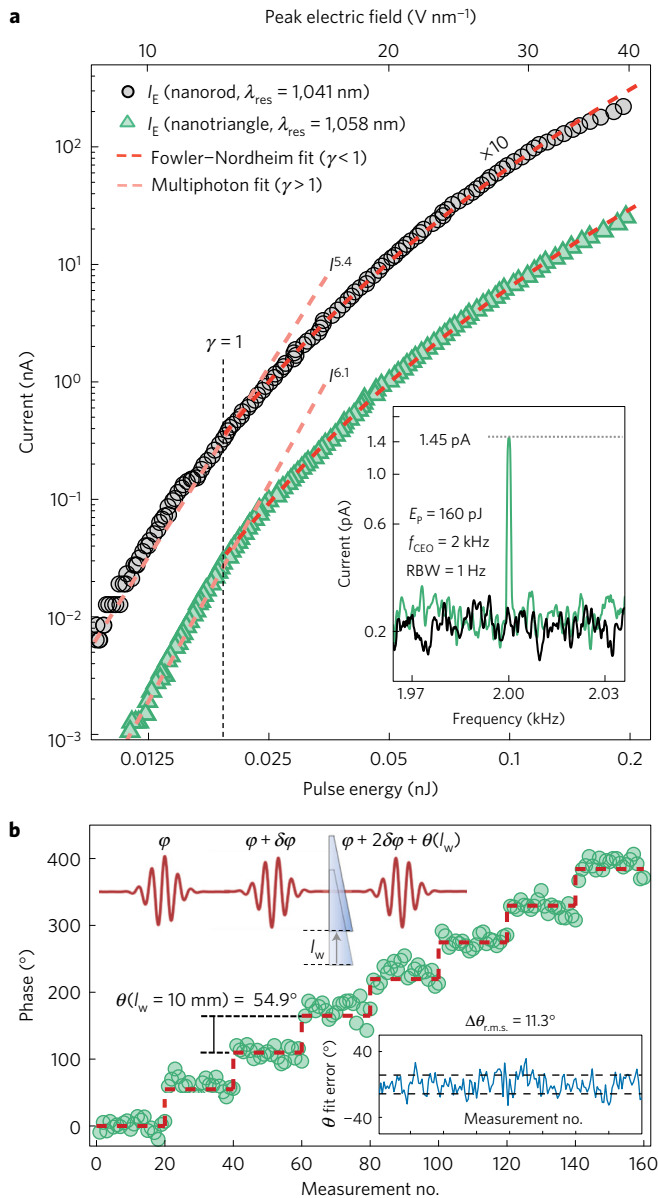 a
Peak electric field (V nm⁻¹)
10 20 30 40
I_E (nanorod, λ_res = 1,041 nm)
I_E (nanotriangle, λ_res = 1,058 nm)
Fowler–Nordheim fit (γ < 1)
Multiphoton fit (γ > 1)
×10
I^5.4
γ = 1
I^6.1
Current (nA)
10²
10¹
10⁰
10⁻¹
10⁻²
10⁻³
1.45 pA
E_P = 160 pJ
f_CEO = 2 kHz
RBW = 1 Hz
Current (pA)
1.4
1.0
0.6
0.2
1.97 2.00 2.03
Frequency (kHz)
0.0125 0.025 0.05 0.1 0.2
Pulse energy (nJ)
b
φ φ + δφ φ + 2δφ + θ(l_w)
l_w
θ(l_w = 10 mm) = 54.9°
Phase (°)
400
300
200
100
0
Δθ_r.m.s. = 11.3°
θ fit error (°)
40
−40
Measurement no.
0 20 40 60 80 100 120 140 160
Measurement no.